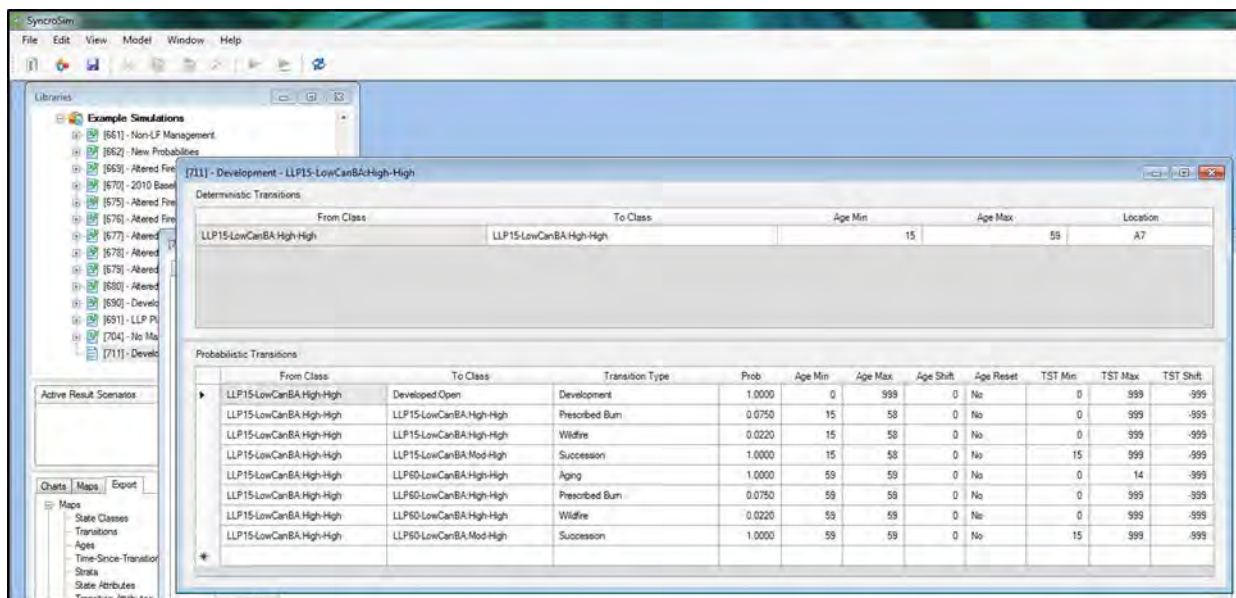 SyncroSim
File Edit View Model Window Help
Libraries
Example Simulations
[661] - Non-LF Management
[662] - New Probabilities
[669] - Altered Fire
[670] - 2010 Basel
[675] - Altered Fire
[676] - Altered Fire
[677] - Altered
[678] - Altered
[679] - Altered
[680] - Altered
[690] - Develo
[691] - LLP Pl
[704] - No Ma
[711] - Develo
Active Result Scenarios
Charts Maps Export
Maps
State Classes
Transitions
Ages
Time-Since-Transition
Strata
State Attributes
Transition Attributes
[711] - Development - LLP15-LowCanBA:High-High
Deterministic Transitions
From Class To Class Age Min Age Max Location
LLP15-LowCanBA:High-High LLP15-LowCanBA:High-High 15 59 A7
Probabilistic Transitions
From Class To Class Transition Type Prob Age Min Age Max Age Shift Age Reset TST Min TST Max TST Shift
LLP15-LowCanBA:High-High Developed:Open Development 1.0000 0 999 0 No 0 999 -999
LLP15-LowCanBA:High-High LLP15-LowCanBA:High-High Prescribed Burn 0.0750 15 58 0 No 0 999 -999
LLP15-LowCanBA:High-High LLP15-LowCanBA:High-High Wildfire 0.0220 15 58 0 No 0 999 -999
LLP15-LowCanBA:High-High LLP15-LowCanBA:Mod-High Succession 1.0000 15 58 0 No 15 999 -999
LLP15-LowCanBA:High-High LLP60-LowCanBA:High-High Aging 1.0000 59 59 0 No 0 14 -999
LLP15-LowCanBA:High-High LLP60-LowCanBA:High-High Prescribed Burn 0.0750 59 59 0 No 0 999 -999
LLP15-LowCanBA:High-High LLP60-LowCanBA:High-High Wildfire 0.0220 59 59 0 No 0 999 -999
LLP15-LowCanBA:High-High LLP60-LowCanBA:Mod-High Succession 1.0000 59 59 0 No 15 999 -999